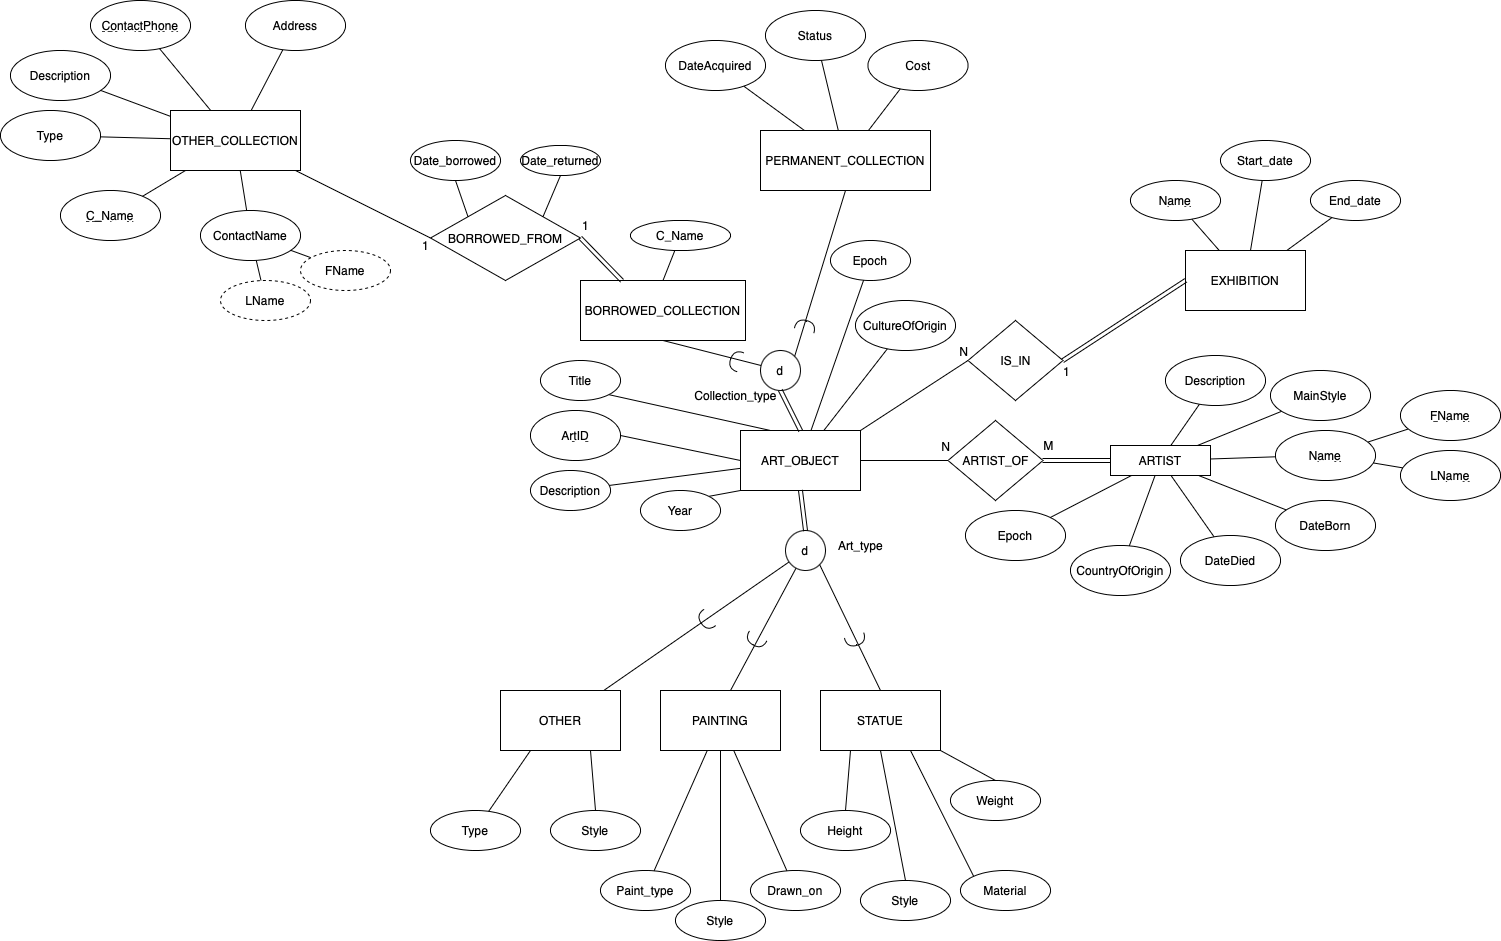 ContactPhone
Address
Description
Type
OTHER_COLLECTION
C_Name
ContactName
FName
LName
Date_borrowed
Date_returned
1
BORROWED_FROM
1
C_Name
BORROWED_COLLECTION
Status
DateAcquired
Cost
PERMANENT_COLLECTION
Start_date
Name
End_date
EXHIBITION
Epoch
CultureOfOrigin
d
Collection_type
N
IS_IN
1
Title
ArtID
Description
Year
ART_OBJECT
N
ARTIST_OF
M
ARTIST
Description
MainStyle
Name
FName
LName
DateBorn
DateDied
CountryOfOrigin
Epoch
d
Art_type
OTHER
PAINTING
STATUE
Type
Style
Paint_type
Style
Drawn_on
Height
Style
Material
Weight